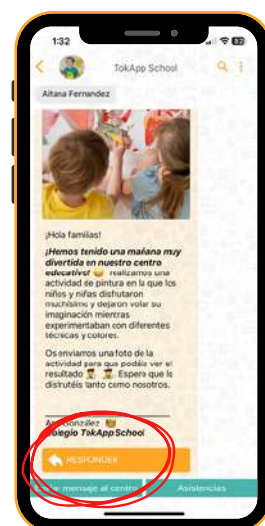 1:32
TokApp School
Aitana Fernandez
¡Hola familias!
¡Hemos tenido una mañana muy
divertida en nuestro centro
educativo! 😊 realizamos una
actividad de pintura en la que los
niños y niñas disfrutaron
muchísimo y dejaron volar su
imaginación mientras
experimentaban con diferentes
técnicas y colores.
Os enviamos una foto de la
actividad para que podáis ver el
resultado 👩‍🎨 👨‍🎨. Espero que lo
disfrutéis tanto como nosotros.
González
Colegio TokApp School
RESPONDER
mensaje al centro
Asistencias